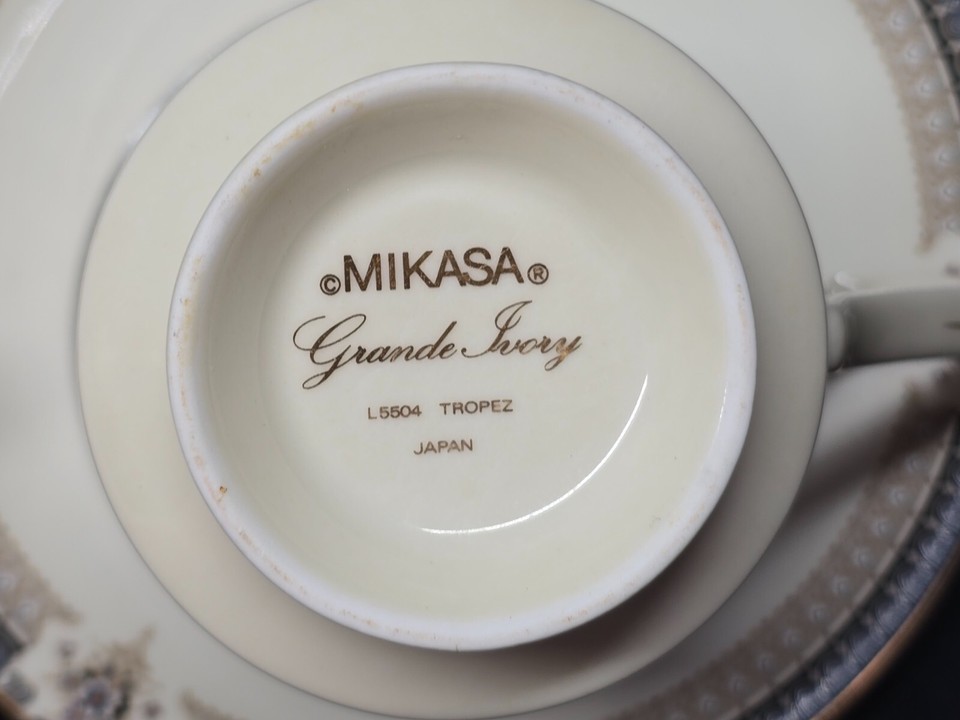 ©MIKASA®
Grande Ivory
L5504 TROPEZ
JAPAN